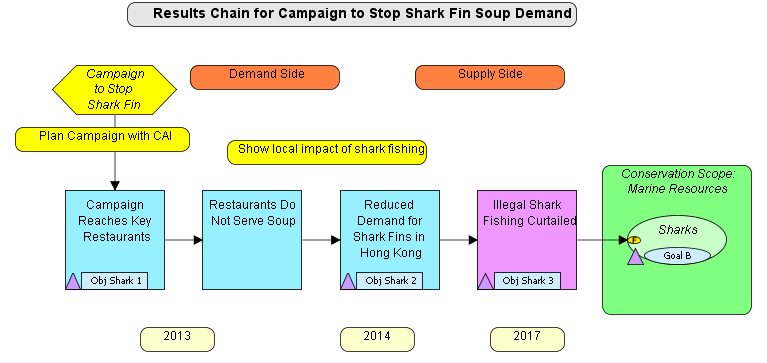 Results Chain for Campaign to Stop Shark Fin Soup Demand
Campaign
to Stop
Shark Fin
Demand Side
Supply Side
Plan Campaign with CAI
Show local impact of shark fishing
Campaign
Reaches Key
Restaurants
Obj Shark 1
Restaurants Do
Not Serve Soup
Reduced
Demand for
Shark Fins in
Hong Kong
Obj Shark 2
Illegal Shark
Fishing Curtailed
Obj Shark 3
Conservation Scope:
Marine Resources
Sharks
F
Goal B
2013
2014
2017